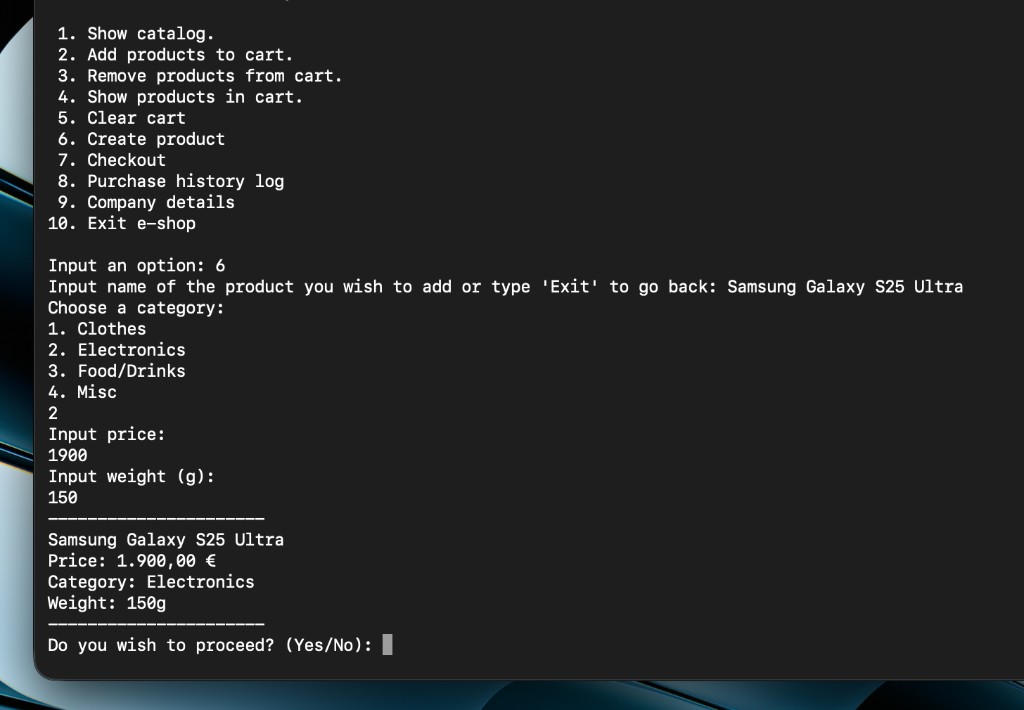 1. Show catalog.
2. Add products to cart.
3. Remove products from cart.
4. Show products in cart.
5. Clear cart
6. Create product
7. Checkout
8. Purchase history log
9. Company details
10. Exit e-shop
Input an option: 6
Input name of the product you wish to add or type 'Exit' to go back: Samsung Galaxy S25 Ultra
Choose a category:
1. Clothes
2. Electronics
3. Food/Drinks
4. Misc
2
Input price:
1900
Input weight (g):
150
----------------------
Samsung Galaxy S25 Ultra
Price: 1.900,00 €
Category: Electronics
Weight: 150g
----------------------
Do you wish to proceed? (Yes/No):